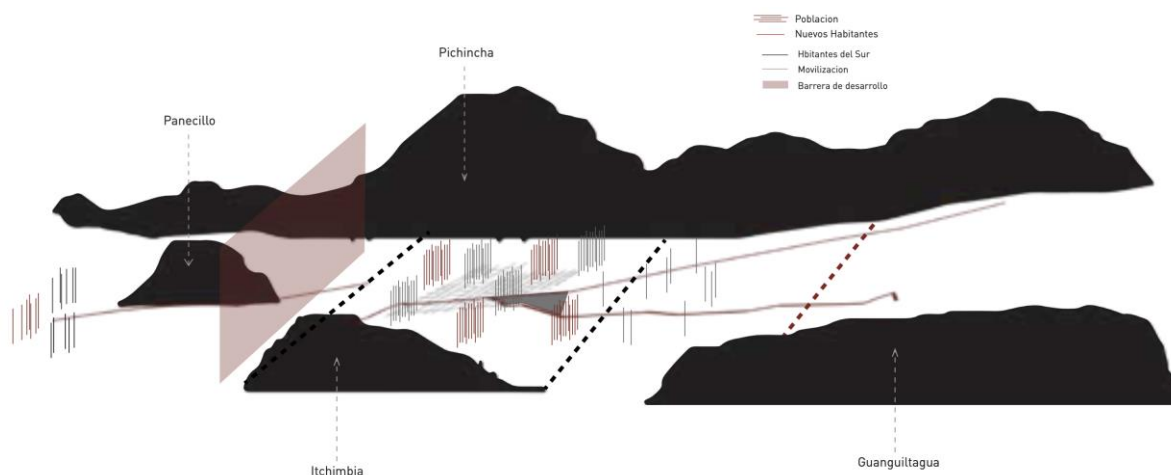 Poblacion
Nuevos Habitantes
Hbitantes del Sur
Movilizacion
Barrera de desarrollo
Pichincha
Panecillo
Itchimbia
Guanguiltagua